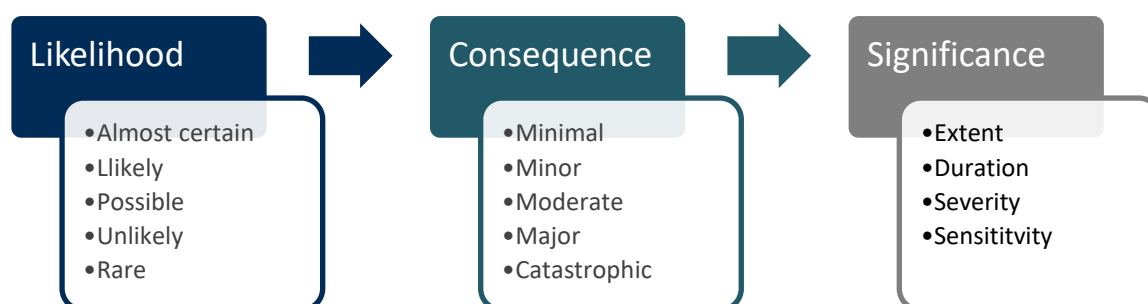 Likelihood
•Almost certain
•Llikely
•Possible
•Unlikely
•Rare
Consequence
•Minimal
•Minor
•Moderate
•Major
•Catastrophic
Significance
•Extent
•Duration
•Severity
•Sensititvity